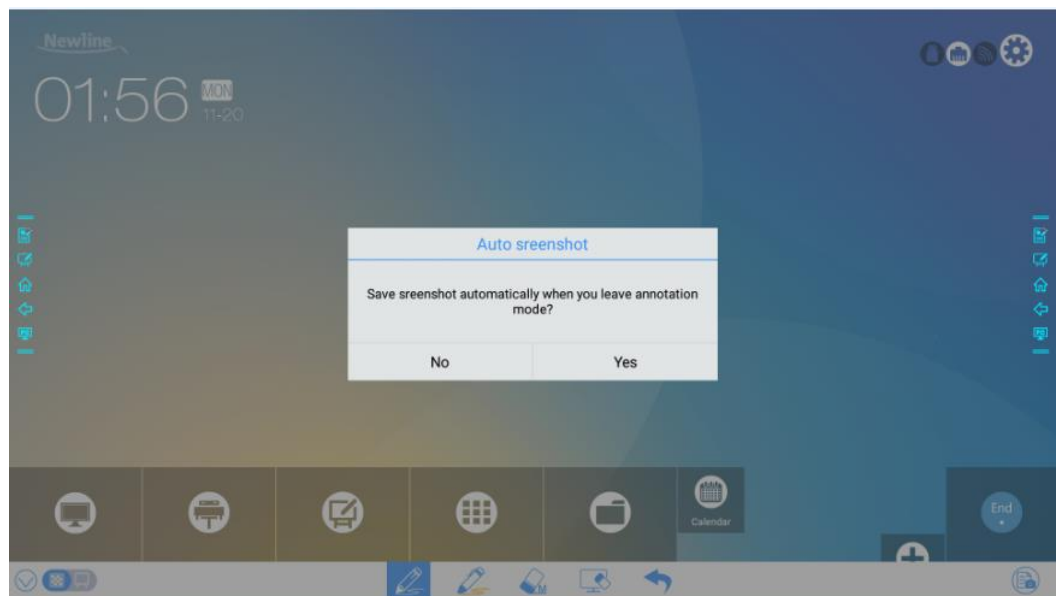 Newline
01:56 MON
11-20
Auto sreenshot
Save sreenshot automatically when you leave annotation
mode?
No Yes
Calendar
End